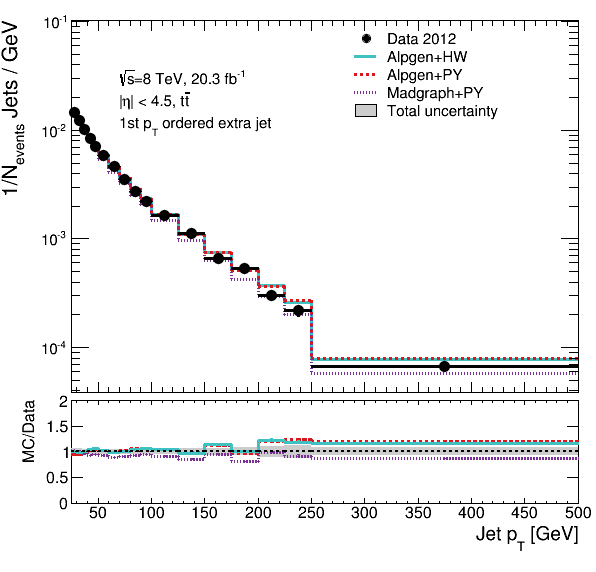 10⁻¹
10⁻²
10⁻³
10⁻⁴
1/N_events Jets / GeV
√s=8 TeV, 20.3 fb⁻¹
|η| < 4.5, tt̄
1st p_T ordered extra jet
Data 2012
Alpgen+HW
Alpgen+PY
Madgraph+PY
Total uncertainty
MC/Data
2
1.5
1
0.5
0
50 100 150 200 250 300 350 400 450 500
Jet p_T [GeV]